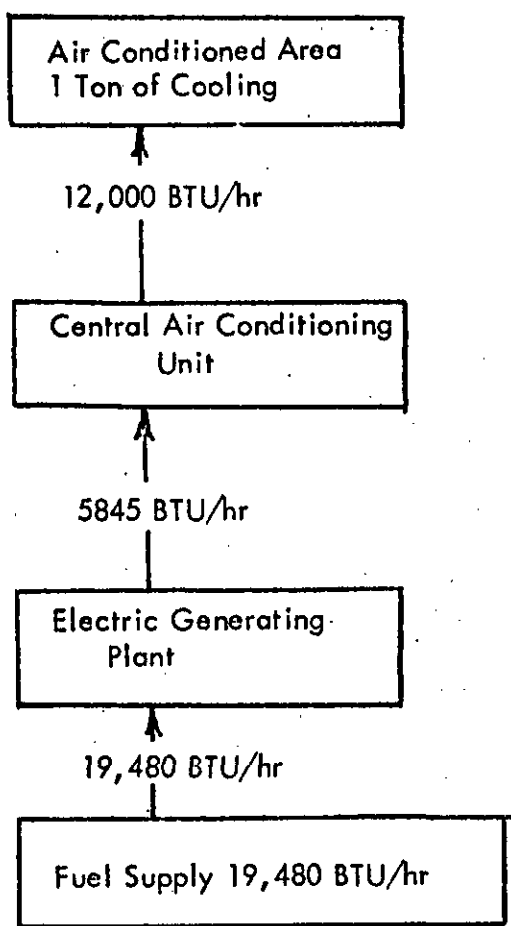 Air Conditioned Area
1 Ton of Cooling
12,000 BTU/hr
Central Air Conditioning
Unit
5845 BTU/hr
Electric Generating
Plant
19,480 BTU/hr
Fuel Supply 19,480 BTU/hr